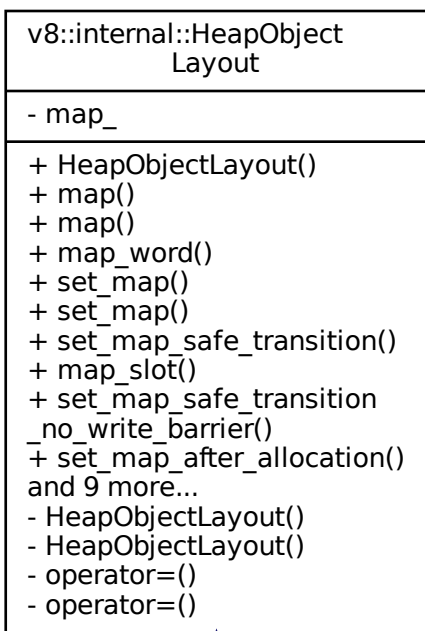 v8::internal::HeapObject
Layout
- map_
+ HeapObjectLayout()
+ map()
+ map()
+ map_word()
+ set_map()
+ set_map()
+ set_map_safe_transition()
+ map_slot()
+ set_map_safe_transition
_no_write_barrier()
+ set_map_after_allocation()
and 9 more...
- HeapObjectLayout()
- HeapObjectLayout()
- operator=()
- operator=()